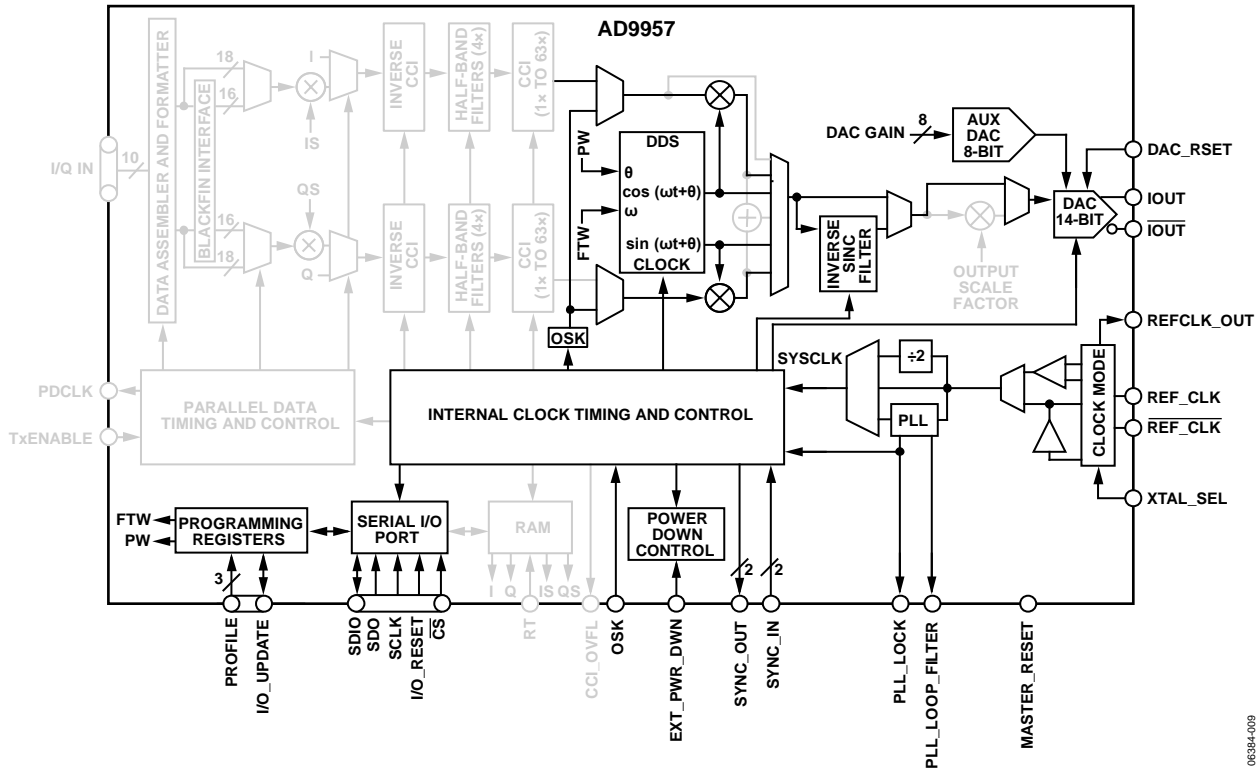 AD9957
I/Q IN
10
DATA ASSEMBLER AND FORMATTER
BLACKFIN INTERFACE
18
16
16
18
I
IS
QS
Q
INVERSE
CCI
HALF-BAND
FILTERS (4×)
CCI
(1× TO 63×)
INVERSE
CCI
HALF-BAND
FILTERS (4×)
CCI
(1× TO 63×)
PW
FTW
DDS
θ
cos (ωt+θ)
ω
sin (ωt+θ)
CLOCK
OSK
INVERSE
SINC
FILTER
OUTPUT
SCALE
FACTOR
DAC GAIN
8
AUX
DAC
8-BIT
DAC
14-BIT
DAC_RSET
IOUT
IOUT
REFCLK_OUT
REF_CLK
REF_CLK
XTAL_SEL
CLOCK MODE
SYSCLK
÷2
PLL
PDCLK
TxENABLE
PARALLEL DATA
TIMING AND CONTROL
INTERNAL CLOCK TIMING AND CONTROL
FTW
PW
PROGRAMMING
REGISTERS
SERIAL I/O
PORT
RAM
I
Q
IS
QS
POWER
DOWN
CONTROL
3
2
2
PROFILE
I/O_UPDATE
SDIO
SDO
SCLK
I/O_RESET
CS
RT
CCI_OVFL
OSK
EXT_PWR_DWN
SYNC_OUT
SYNC_IN
PLL_LOCK
PLL_LOOP_FILTER
MASTER_RESET
06384-009